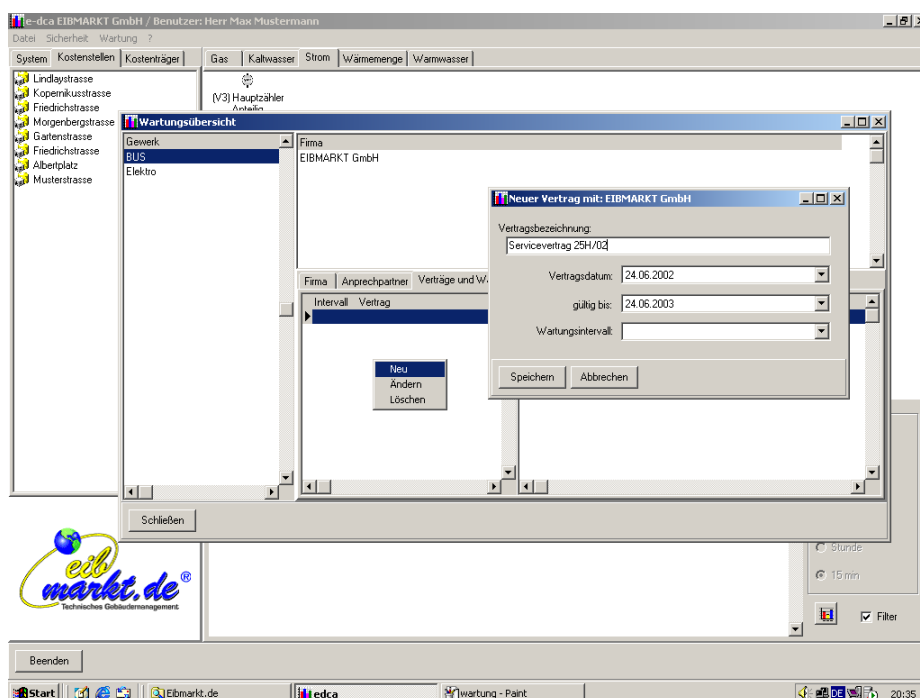 e-dca EIBMARKT GmbH / Benutzer: Herr Max Mustermann
Datei Sicherheit Wartung ?
System Kostenstellen Kostenträger
Gas Kaltwasser Strom Wärmemenge Warmwasser
Lindlaystrasse
Kopernikusstrasse
Friedrichstrasse
Morgenbergstrasse
Gartenstrasse
Friedichstrasse
Albertplatz
Musterstrasse
(V3) Hauptzähler
Anteilig
Wartungsübersicht
Gewerk
BUS
Elektro
Firma
EIBMARKT GmbH
Firma Anprechpartner Verträge und W
Intervall Vertrag
Neu
Ändern
Löschen
Neuer Vertrag mit: EIBMARKT GmbH
Vertragsbezeichnung:
Servicevertrag 25H/02
Vertragsdatum: 24.06.2002
gültig bis: 24.06.2003
Wartungsintervall:
Speichern Abbrechen
Schließen
Stunde
15 min
Filter
eib
markt.de®
Technisches Gebäudemanagement
Beenden
Start Eibmarkt.de edca wartung - Paint DE 20:35